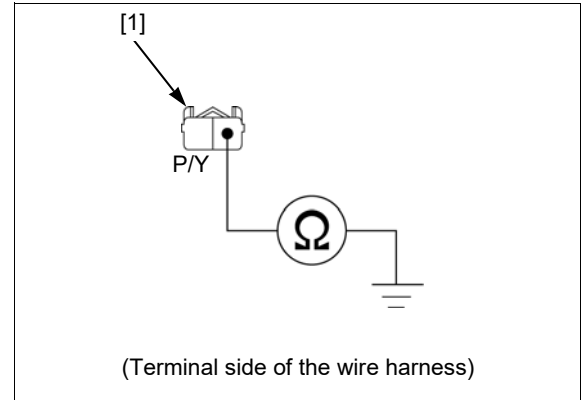 [1]
P/Y
Ω
(Terminal side of the wire harness)